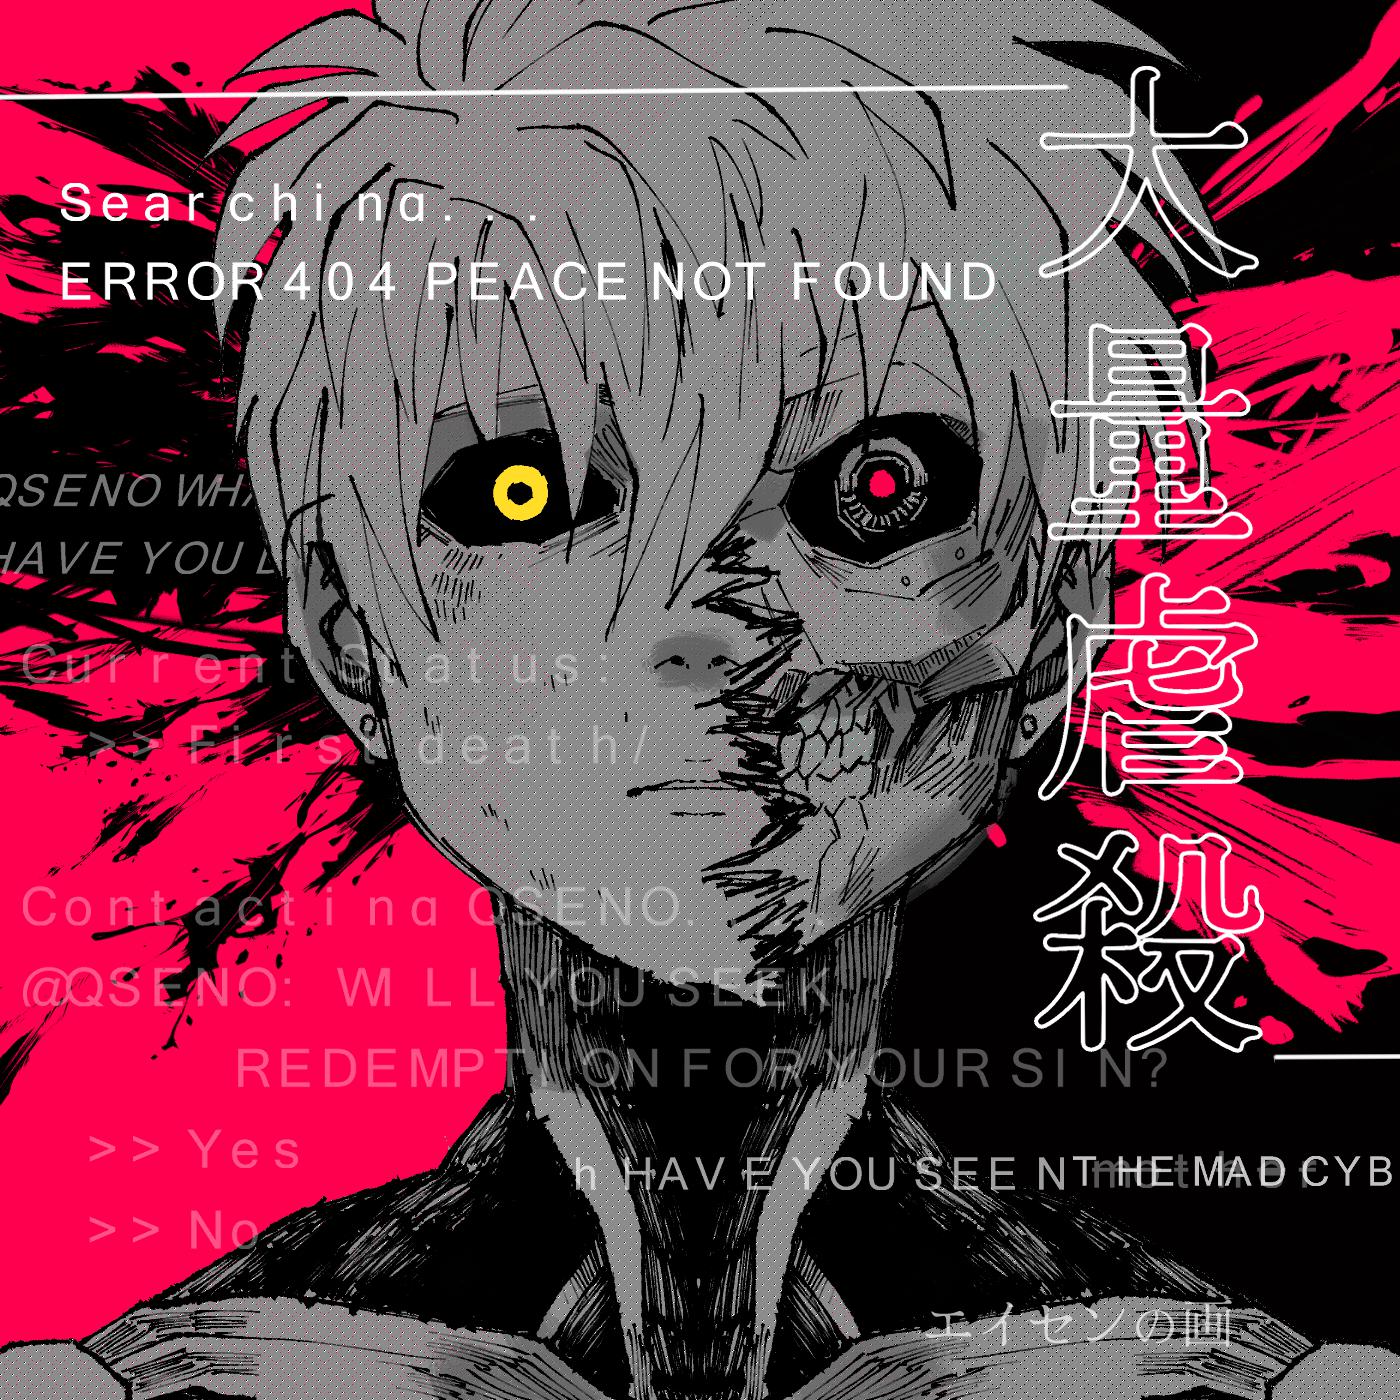 Searching...
ERROR 404 PEACE NOT FOUND
大量虐殺
QSENO WHA
HAVE YOU
Current Status:
>> First death/
Contacting QSENO.
@QSENO: WILL YOU SEEK
REDEMPTION FOR YOUR SIN?
>> Yes
>> No
h HAVE YOU SEEN THE MAD CYB
エイセンの画